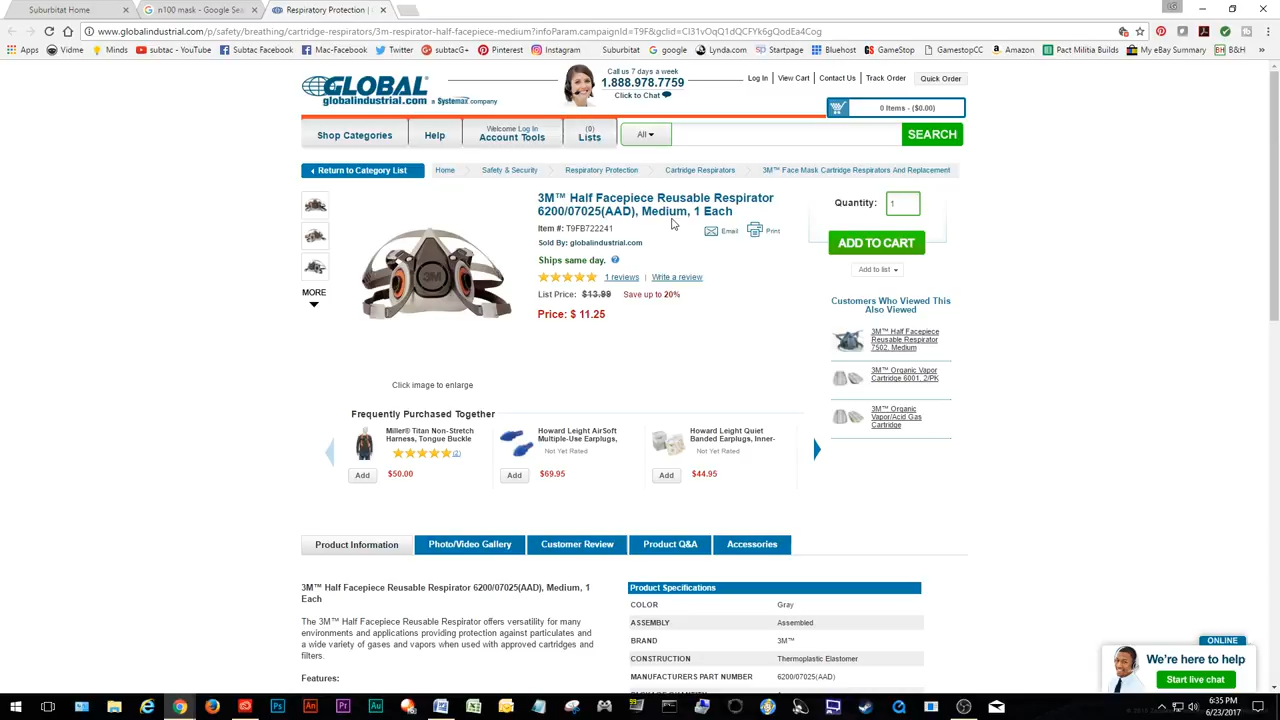 Suburbitat Home
n100 mask - Google Sea
Respiratory Protection |
www.globalindustrial.com/p/safety/breathing/cartridge-respirators/3m-respirator-half-facepiece-medium?infoParam.campaignId=T9F&gclid=CI31vOqQ1dQCFYk6gQodEa4Cog
Apps
Vidme
Minds
YouTube
Suburbitat
PC-Facebook
Mac-Facebook
Twitter
Pinterest
Instagram
SuburbitatGoogle
StartLogic
Bluehost
GameStop
GamestopCC
Amazon
Pact Militia Builds
My eBay Summary
B&H
GLOBAL
globalindustrial.com a Systemax company
Call us 7 days a week
1.888.978.7759
Click to Chat
Log In View Cart Contact Us Track Order Quick Order
0 Items - ($0.00)
Shop Categories
Help
Welcome Log In
Account Tools
(0)
Lists
All
SEARCH
Return to Category List
Home
Safety & Security
Respiratory Protection
Cartridge Respirators
3M™ Face Mask Cartridge Respirators And Replacement
MORE
3M
Click image to enlarge
3M™ Half Facepiece Reusable Respirator
6200/07025(AAD), Medium, 1 Each
Item #: T9FB722241
Email
Print
Sold By: globalindustrial.com
Ships same day.
1 reviews | Write a review
List Price: $13.99 Save up to 20%
Price: $ 11.25
Quantity: 1
ADD TO CART
Add to list
Customers Who Viewed This
Also Viewed
3M™ Half Facepiece
Reusable Respirator
7502, Medium
3M™ Organic Vapor
Cartridge 6001, 2/PK
3M™ Organic
Vapor/Acid Gas
Cartridge
Frequently Purchased Together
Miller® Titan Non-Stretch
Harness, Tongue Buckle
(2)
Add $50.00
Howard Leight AirSoft
Multiple-Use Earplugs,
Not Yet Rated
Add $69.95
Howard Leight Quiet
Banded Earplugs, Inner-
Not Yet Rated
Add $44.95
Product Information
Photo/Video Gallery
Customer Review
Product Q&A
Accessories
3M™ Half Facepiece Reusable Respirator 6200/07025(AAD), Medium, 1
Each
The 3M™ Half Facepiece Reusable Respirator offers versatility for many
environments and applications providing protection against particulates and
a wide variety of gases and vapors when used with approved cartridges and
filters.
Features:
Product Specifications
COLOR Gray
ASSEMBLY Assembled
BRAND 3M™
CONSTRUCTION Thermoplastic Elastomer
MANUFACTURERS PART NUMBER 6200/07025(AAD)
ONLINE
We're here to help
Start live chat
6:35 PM
6/23/2017